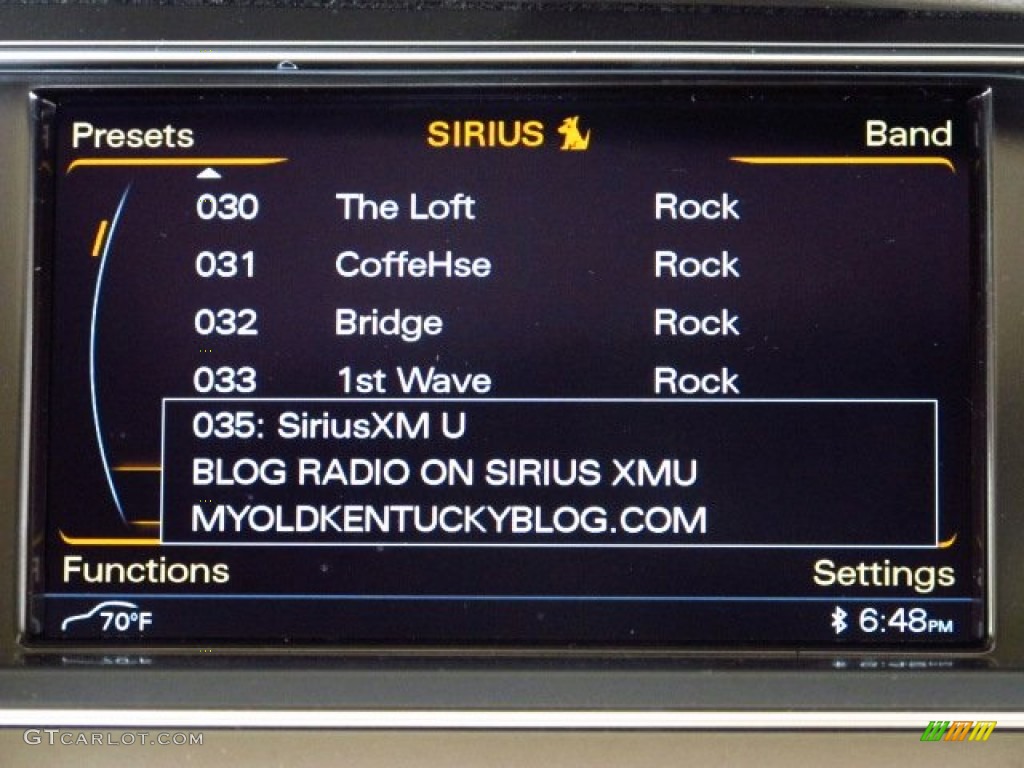 Presets SIRIUS Band
030 The Loft Rock
031 CoffeHse Rock
032 Bridge Rock
033 1st Wave Rock
035: SiriusXM U
BLOG RADIO ON SIRIUS XMU
MYOLDKENTUCKYBLOG.COM
Functions Settings
70°F 6:48PM
GTCARLOT.COM